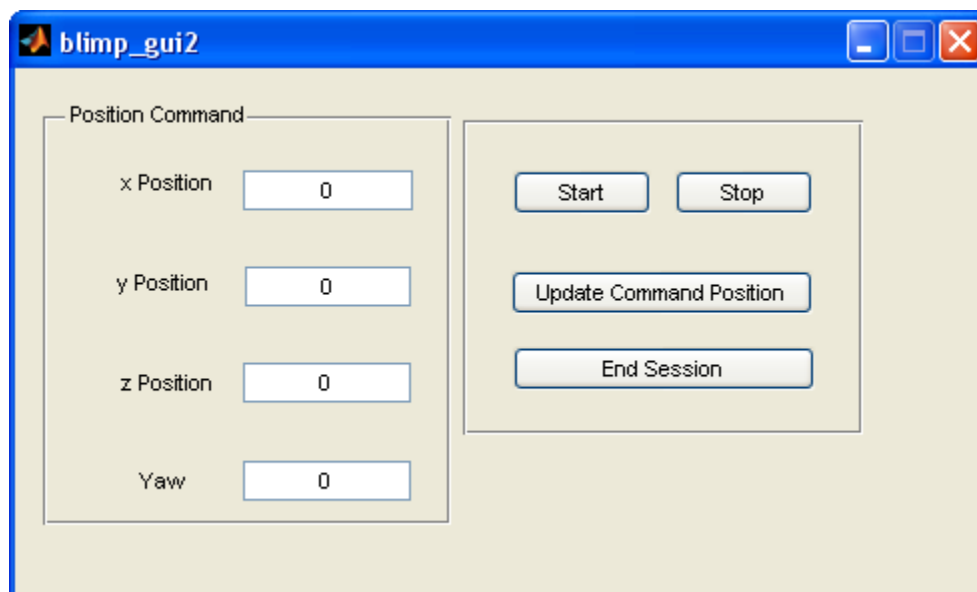 blimp_gui2
Position Command
x Position
0
y Position
0
z Position
0
Yaw
0
Start
Stop
Update Command Position
End Session